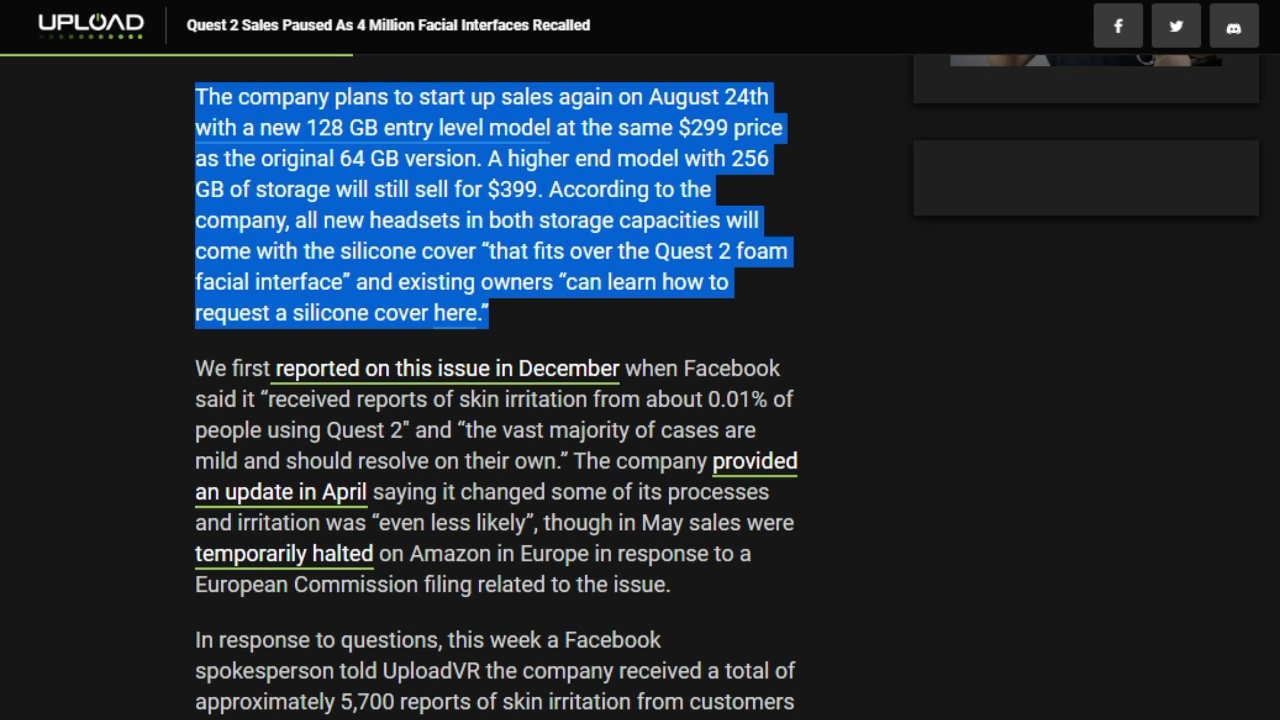 UPLOAD
Quest 2 Sales Paused As 4 Million Facial Interfaces Recalled
The company plans to start up sales again on August 24th
with a new 128 GB entry level model at the same $299 price
as the original 64 GB version. A higher end model with 256
GB of storage will still sell for $399. According to the
company, all new headsets in both storage capacities will
come with the silicone cover “that fits over the Quest 2 foam
facial interface” and existing owners “can learn how to
request a silicone cover here.”
We first reported on this issue in December when Facebook
said it “received reports of skin irritation from about 0.01% of
people using Quest 2" and “the vast majority of cases are
mild and should resolve on their own.” The company provided
an update in April saying it changed some of its processes
and irritation was “even less likely”, though in May sales were
temporarily halted on Amazon in Europe in response to a
European Commission filing related to the issue.
In response to questions, this week a Facebook
spokesperson told UploadVR the company received a total of
approximately 5,700 reports of skin irritation from customers